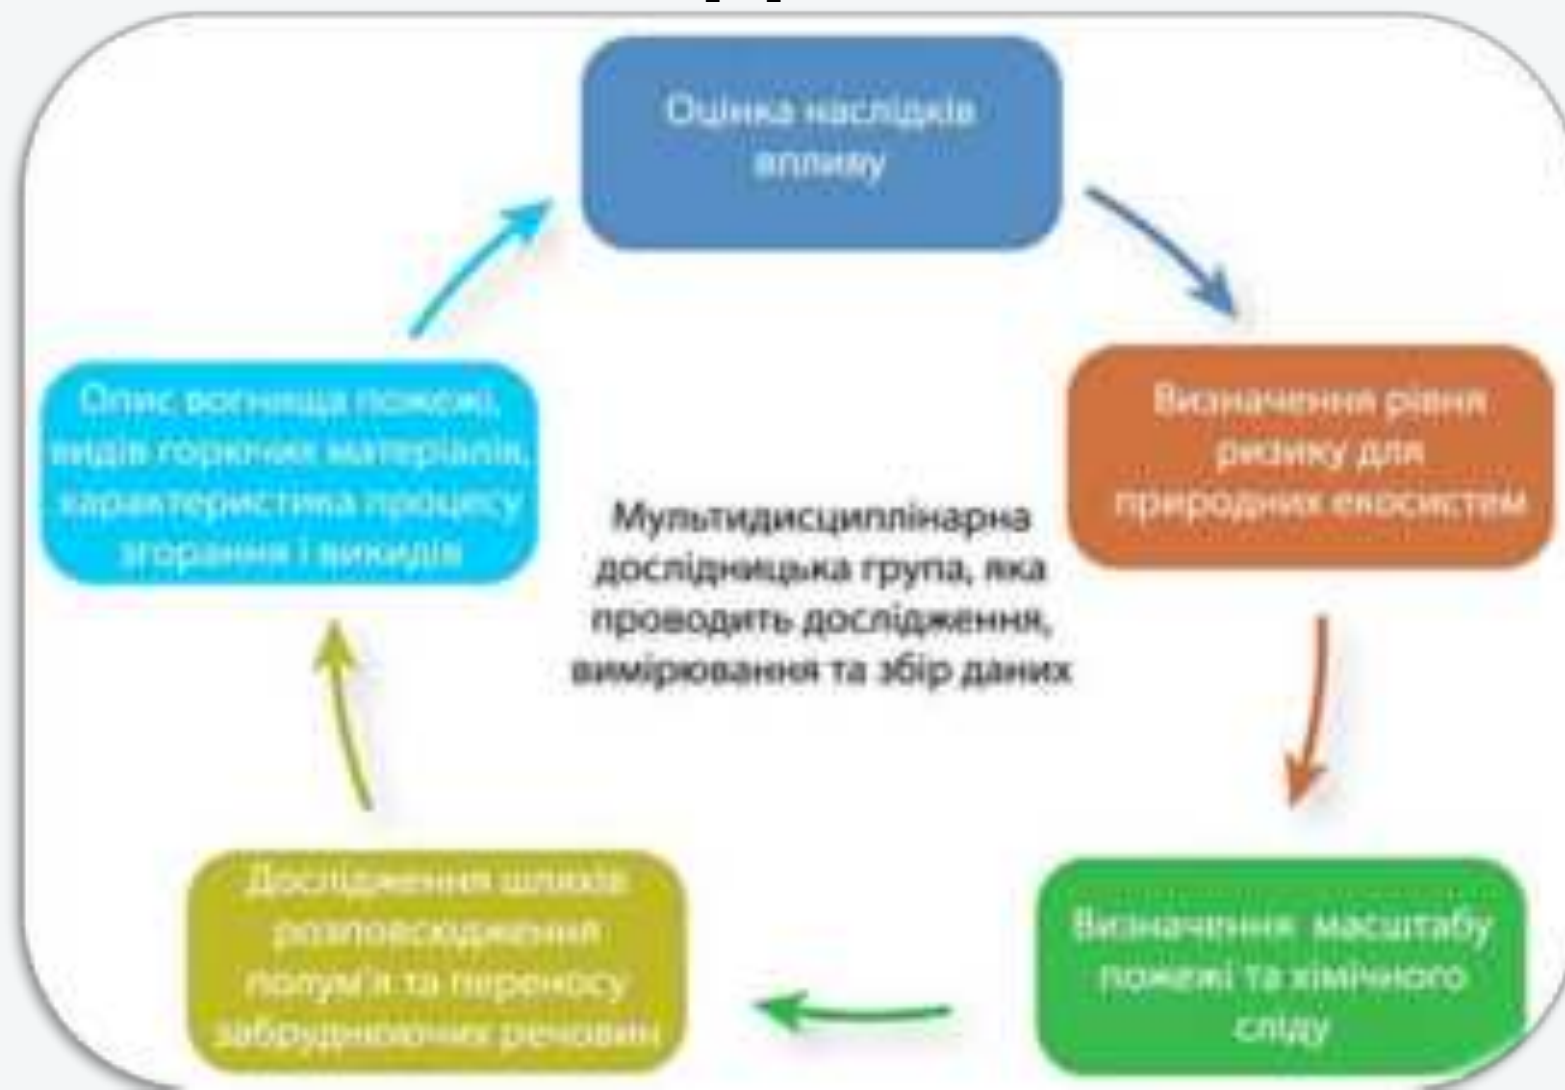 Оцінка наслідків
впливу
Визначення рівня
ризику для
природних екосистем
Визначення масштабу
пожежі та хімічного
сліду
Дослідження шляхів
розповсюдження
полум'я та переносу
забруднюючих речовин
Опис вогнища пожежі,
видів горючих матеріалів,
характеристика процесу
згорання і викидів
Мультидисциплінарна
дослідницька група, яка
проводить дослідження,
вимірювання та збір даних